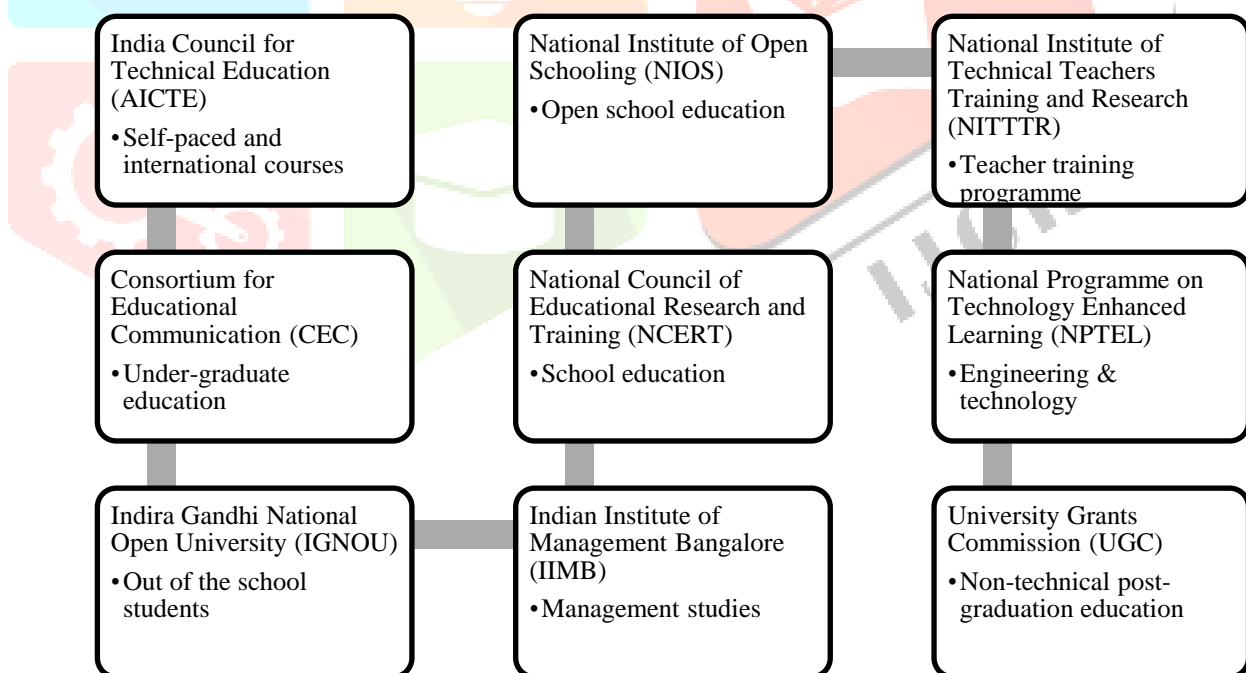 India Council for
Technical Education
(AICTE)
•Self-paced and
international courses
Consortium for
Educational
Communication (CEC)
•Under-graduate
education
Indira Gandhi National
Open University (IGNOU)
•Out of the school
students
Indian Institute of
Management Bangalore
(IIMB)
•Management studies
National Council of
Educational Research and
Training (NCERT)
•School education
National Institute of Open
Schooling (NIOS)
•Open school education
National Institute of
Technical Teachers
Training and Research
(NITTTR)
•Teacher training
programme
National Programme on
Technology Enhanced
Learning (NPTEL)
•Engineering &
technology
University Grants
Commission (UGC)
•Non-technical post-
graduation education